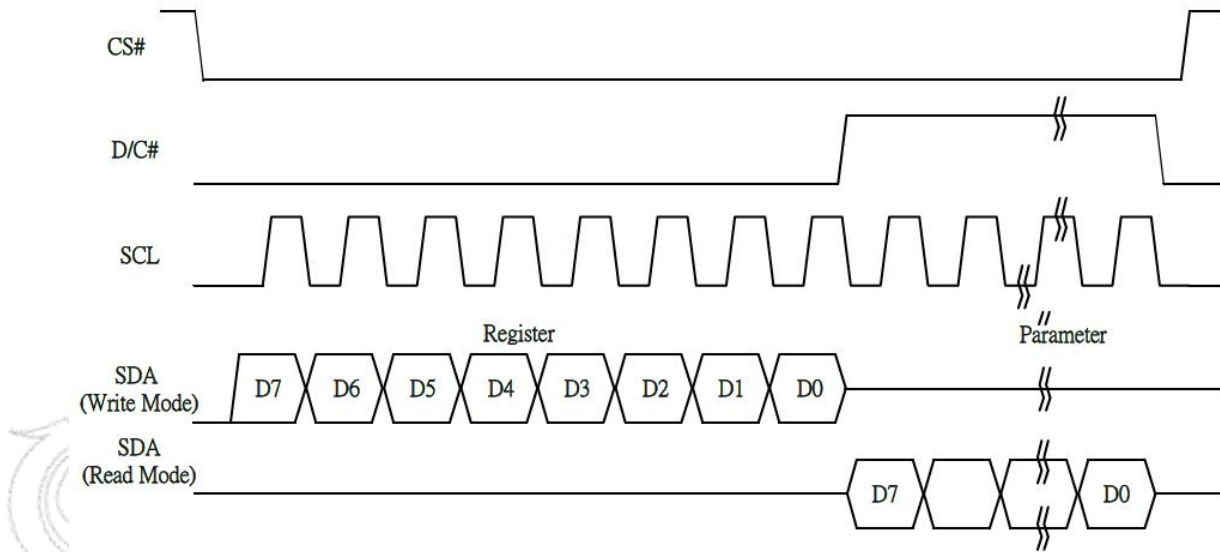 CS#
D/C#
SCL
Register
Parameter
SDA
(Write Mode)
D7 D6 D5 D4 D3 D2 D1 D0
SDA
(Read Mode)
D7 D0